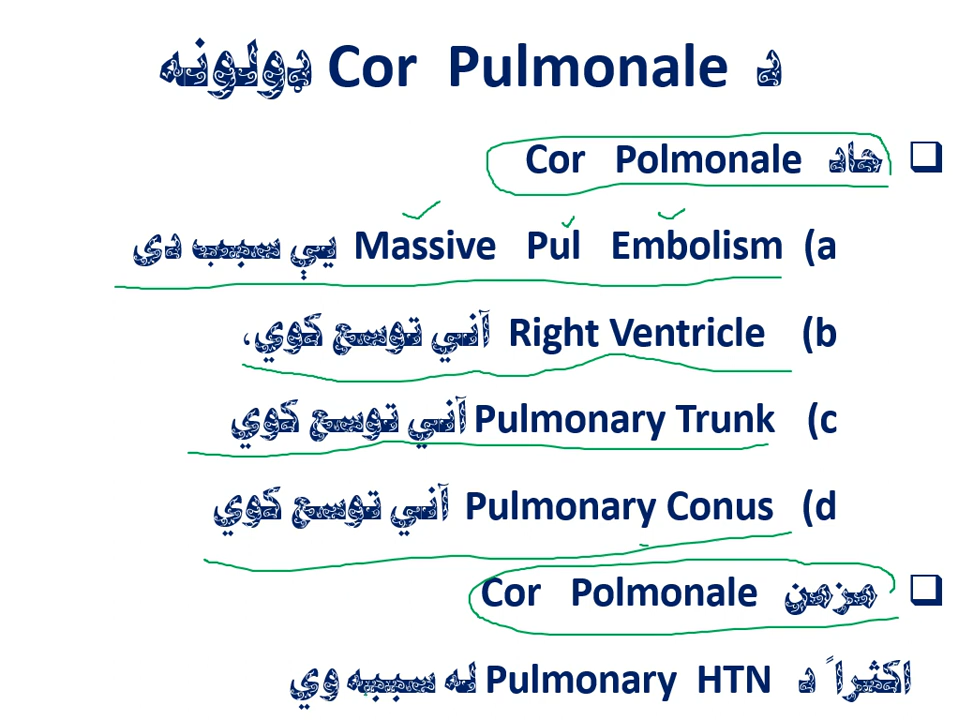 د Cor Pulmonale ډولونه
حاد Cor Polmonale
a) Massive Pul Embolism يې سبب دی
b) Right Ventricle آني توسع کوي،
c) Pulmonary Trunk آني توسع کوي
d) Pulmonary Conus آني توسع کوي
مزمن Cor Polmonale
اکثراً د Pulmonary HTN له سببه وي